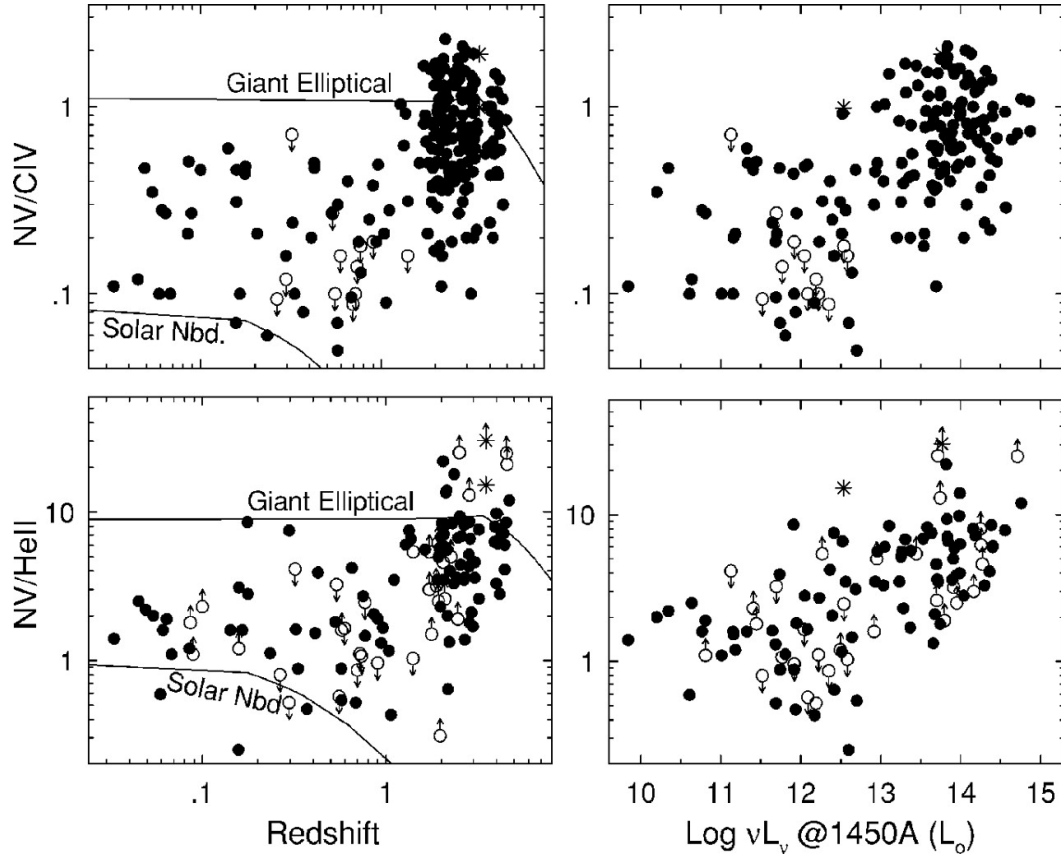 Giant Elliptical
NV/CIV
1
.1
Solar Nbd.
Giant Elliptical
NV/HeII
10
1
Solar Nbd
.1 1
Redshift
1
.1
10
1
10 11 12 13 14 15
Log νLν @1450A (Lo)